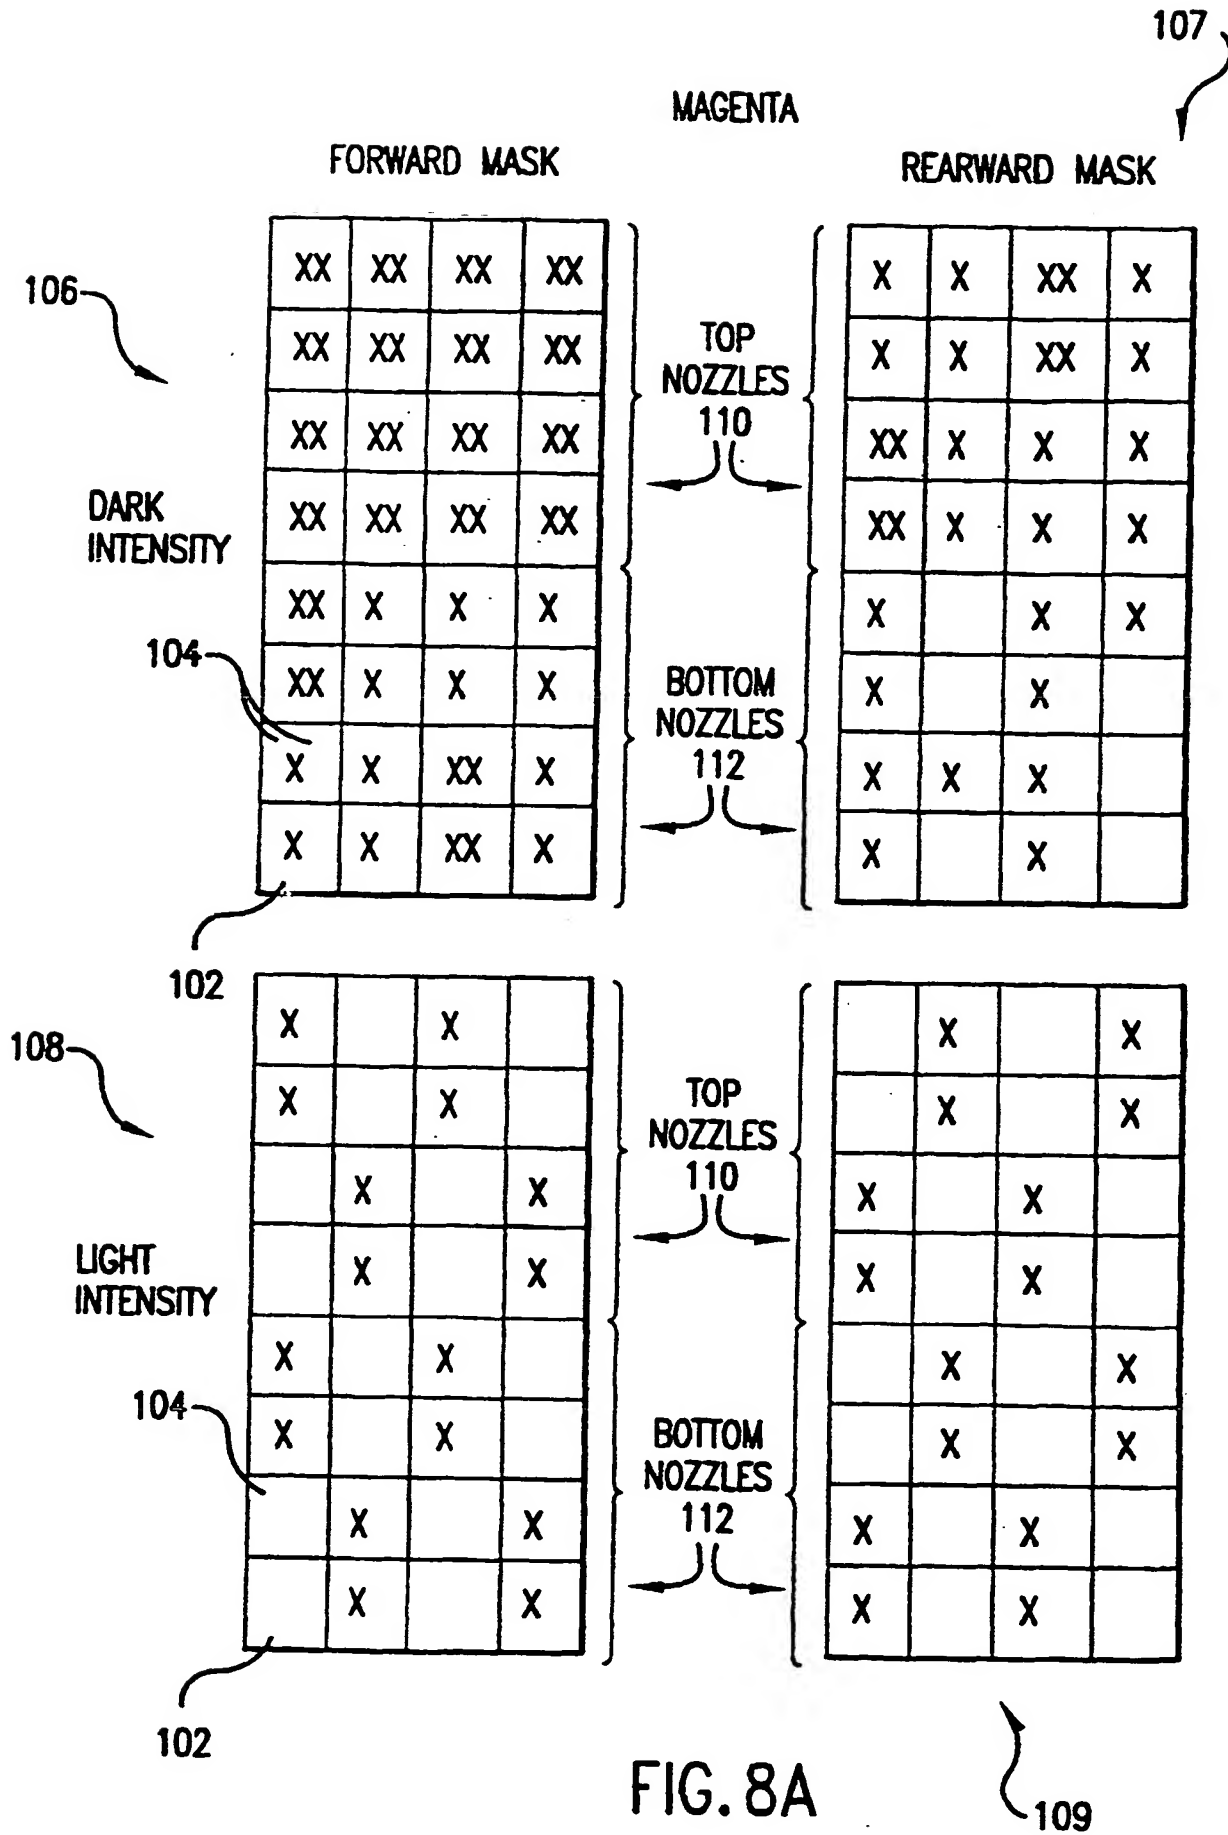 107
MAGENTA
FORWARD MASK
REARWARD MASK
XX XX XX XX
XX XX XX XX
XX XX XX XX
XX XX XX XX
XX X X X
XX X X X
X X XX X
X X XX X
106
DARK
INTENSITY
104
102
TOP
NOZZLES
110
BOTTOM
NOZZLES
112
X X XX X
X X XX X
XX X X X
XX X X X
X X X
X X
X X X
X X
X X
X X
X X
X X
X X
X X
X X
X X
108
LIGHT
INTENSITY
104
102
TOP
NOZZLES
110
BOTTOM
NOZZLES
112
X X
X X
X X
X X
X X
X X
X X
X X
FIG. 8A
109